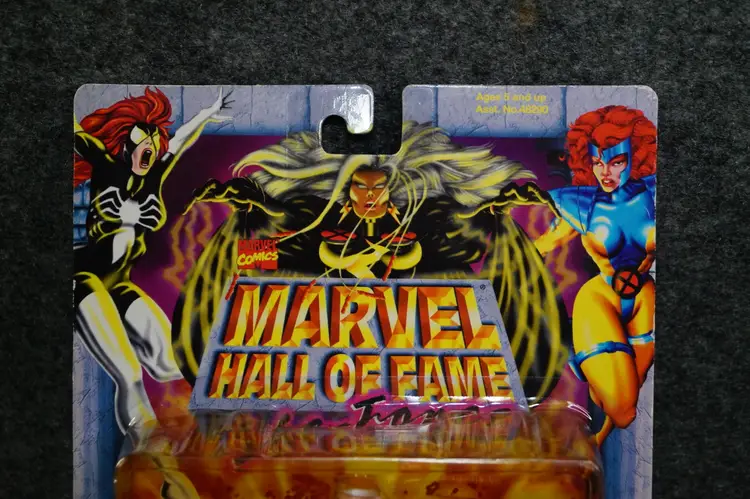 Ages 5 and up
Asst. No.48290
MARVEL
COMICS
MARVEL
HALL OF FAME